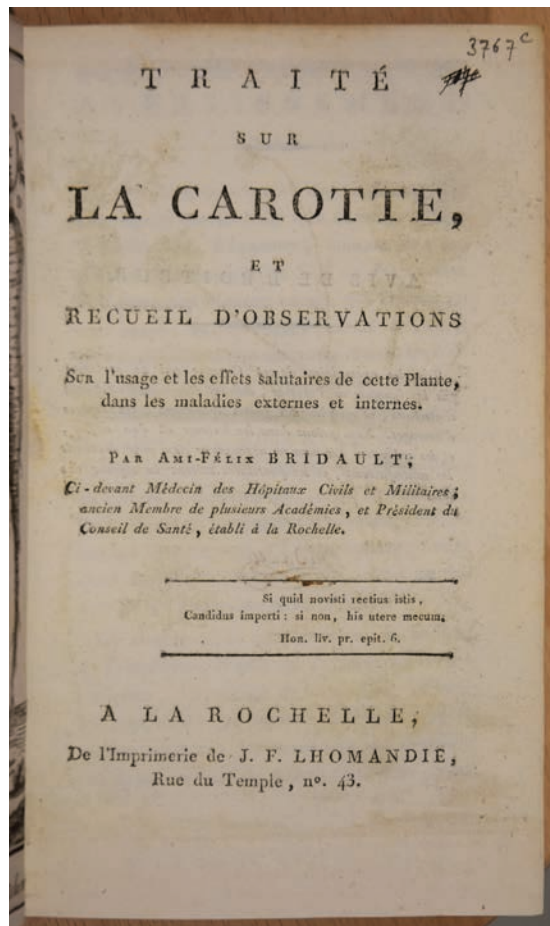 3767c
TRAITÉ
SUR
LA CAROTTE,
ET
RECUEIL D'OBSERVATIONS
SUR l'usage et les effets salutaires de cette Plante,
dans les maladies externes et internes.
PAR AMI-FÉLIX BRIDAULT,
Ci-devant Médecin des Hôpitaux Civils et Militaires;
ancien Membre de plusieurs Académies, et Président du
Conseil de Santé, établi à la Rochelle.
Si quid novisti rectius istis,
Candidus imperti: si non, his utere mecum.
Hor. liv. pr. epit. 6.
A LA ROCHELLE,
De l'Imprimerie de J. F. LHOMANDIE,
Rue du Temple, nº. 43.